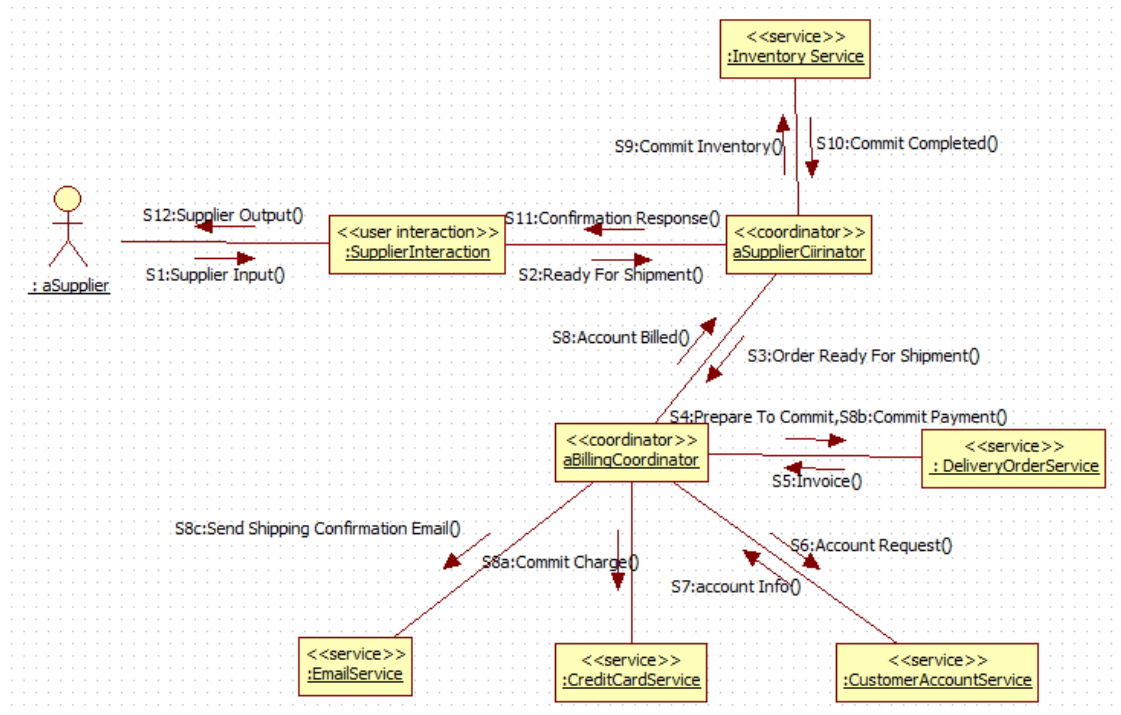 <<service>>
:Inventory Service
S9:Commit Inventory()
S10:Commit Completed()
S12:Supplier Output()
S11:Confirmation Response()
<<user interaction>>
:SupplierInteraction
<<coordinator>>
aSupplierCiirinator
: aSupplier
S1:Supplier Input()
S2:Ready For Shipment()
S8:Account Billed()
S3:Order Ready For Shipment()
S4:Prepare To Commit,S8b:Commit Payment()
<<coordinator>>
aBillingCoordinator
<<service>>
: DeliveryOrderService
S5:Invoice()
S8c:Send Shipping Confirmation Email()
S8a:Commit Charge()
S6:Account Request()
S7:account Info()
<<service>>
:EmailService
<<service>>
:CreditCardService
<<service>>
:CustomerAccountService